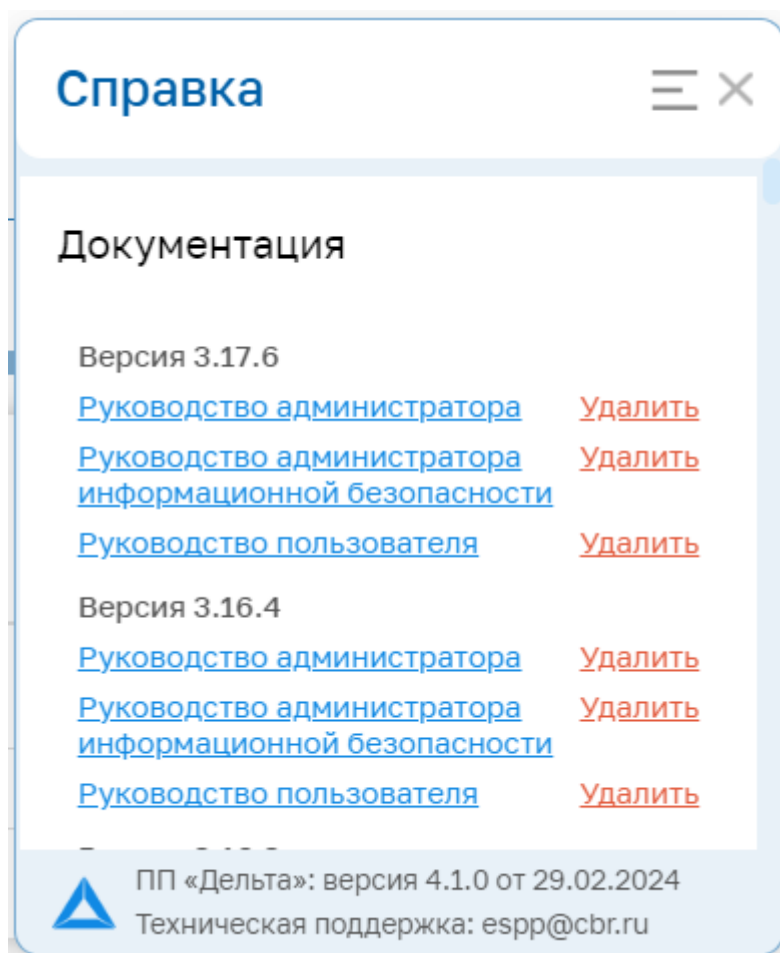 Справка
Документация
Версия 3.17.6
Руководство администратора Удалить
Руководство администратора Удалить
информационной безопасности
Руководство пользователя Удалить
Версия 3.16.4
Руководство администратора Удалить
Руководство администратора Удалить
информационной безопасности
Руководство пользователя Удалить
ПП «Дельта»: версия 4.1.0 от 29.02.2024
Техническая поддержка: espp@cbr.ru